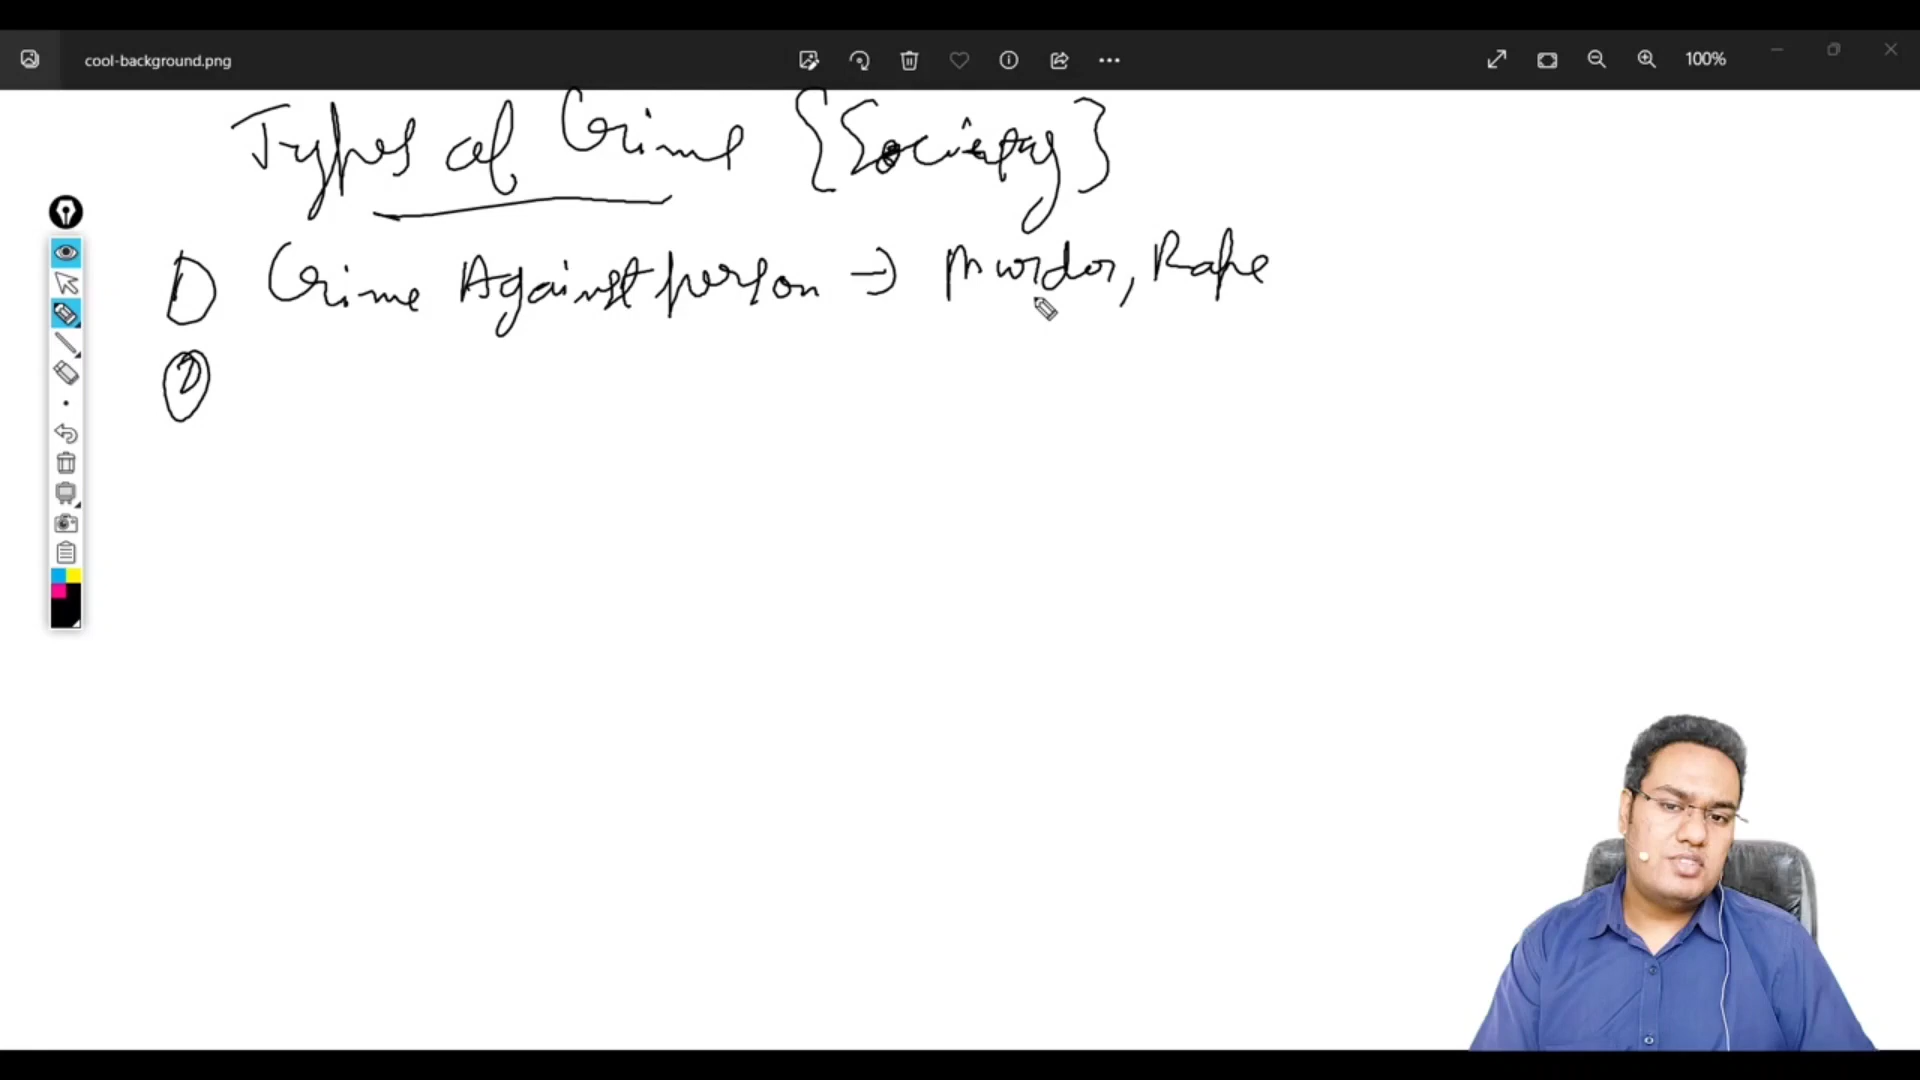 cool-background.png
100%
Types of Crime {Society}
1) Crime Against person → Murder, Rape
2